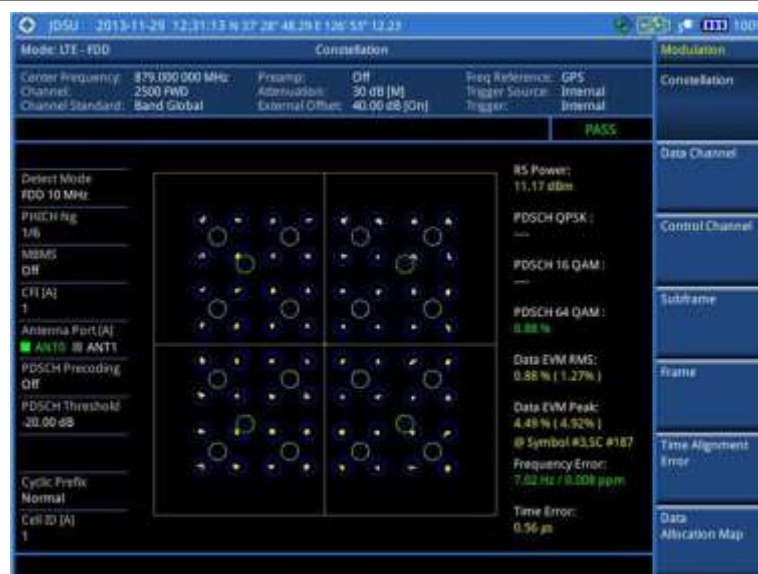 JDSU 2013-11-29 12:31:13 N 37° 28' 48.29 E 126° 53' 12.23 100%
Mode: LTE - FDD Constellation Modulation
Center Frequency: 879.000 000 MHz Preamp: Off Freq Reference: GPS
Channel: 2500 FWD Attenuation: 30 dB [M] Trigger Source: Internal
Channel Standard: Band Global External Offset: 40.00 dB [On] Trigger: Internal
PASS
Detect Mode
FDD 10 MHz
PHICH Ng
1/6
MBMS
Off
CFI [A]
1
Antenna Port [A]
ANT0 ANT1
PDSCH Precoding
Off
PDSCH Threshold
-20.00 dB
Cyclic Prefix
Normal
Cell ID [A]
1
RS Power:
11.17 dBm
PDSCH QPSK :
----
PDSCH 16 QAM :
----
PDSCH 64 QAM :
0.88 %
Data EVM RMS:
0.88 % ( 1.27% )
Data EVM Peak:
4.49 % ( 4.92% )
@ Symbol #3,SC #187
Frequency Error:
7.02 Hz / 0.008 ppm
Time Error:
0.56 µs
Constellation
Data Channel
Control Channel
Subframe
Frame
Time Alignment
Error
Data
Allocation Map